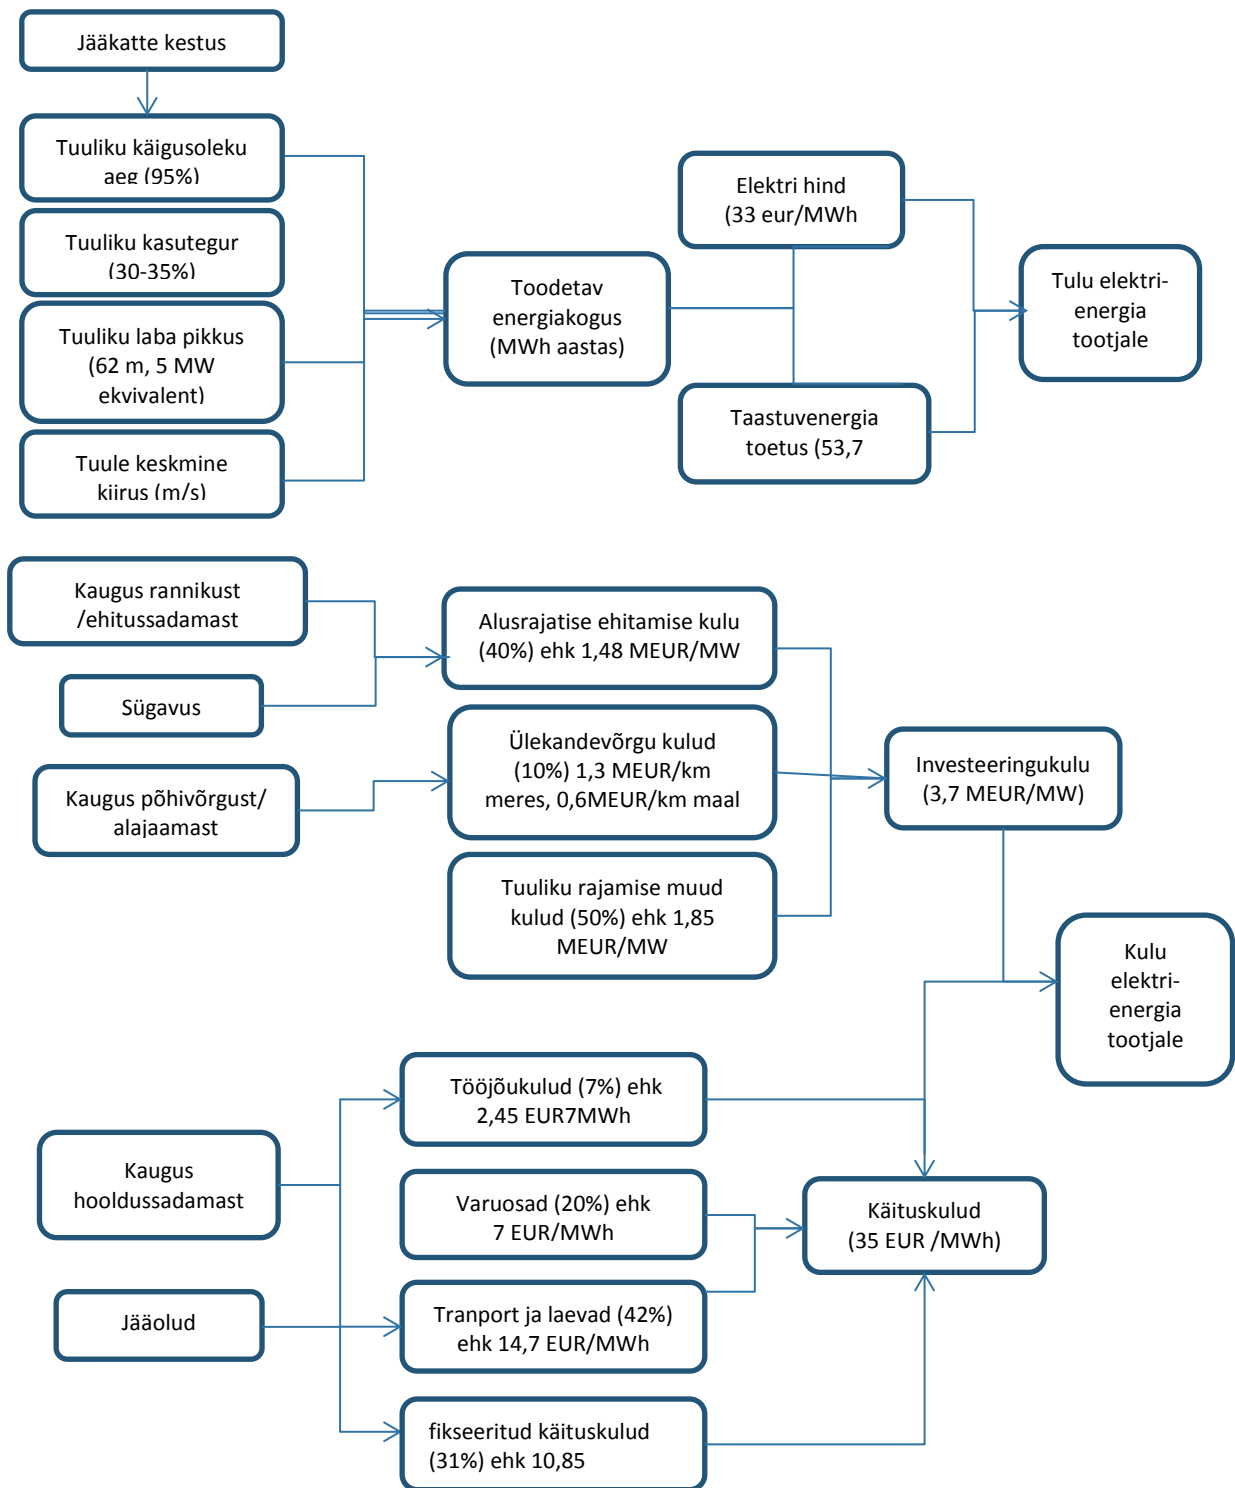 Jääkatte kestus
Tuuliku käigusoleku
aeg (95%)
Tuuliku kasutegur
(30-35%)
Tuuliku laba pikkus
(62 m, 5 MW
ekvivalent)
Tuule keskmine
kiirus (m/s)
Toodetav
energiakogus
(MWh aastas)
Elektri hind
(33 eur/MWh
Taastuvenergia
toetus (53,7
Tulu elektri-
energia
tootjale
Kaugus rannikust
/ehitussadamast
Sügavus
Kaugus põhivõrgust/
alajaamast
Alusrajatise ehitamise kulu
(40%) ehk 1,48 MEUR/MW
Ülekandevõrgu kulud
(10%) 1,3 MEUR/km
meres, 0,6MEUR/km maal
Tuuliku rajamise muud
kulud (50%) ehk 1,85
MEUR/MW
Investeeringukulu
(3,7 MEUR/MW)
Kulu
elektri-
energia
tootjale
Kaugus
hooldussadamast
Jääolud
Tööjõukulud (7%) ehk
2,45 EUR7MWh
Varuosad (20%) ehk
7 EUR/MWh
Tranport ja laevad (42%)
ehk 14,7 EUR/MWh
fikseeritud käituskulud
(31%) ehk 10,85
Käituskulud
(35 EUR /MWh)